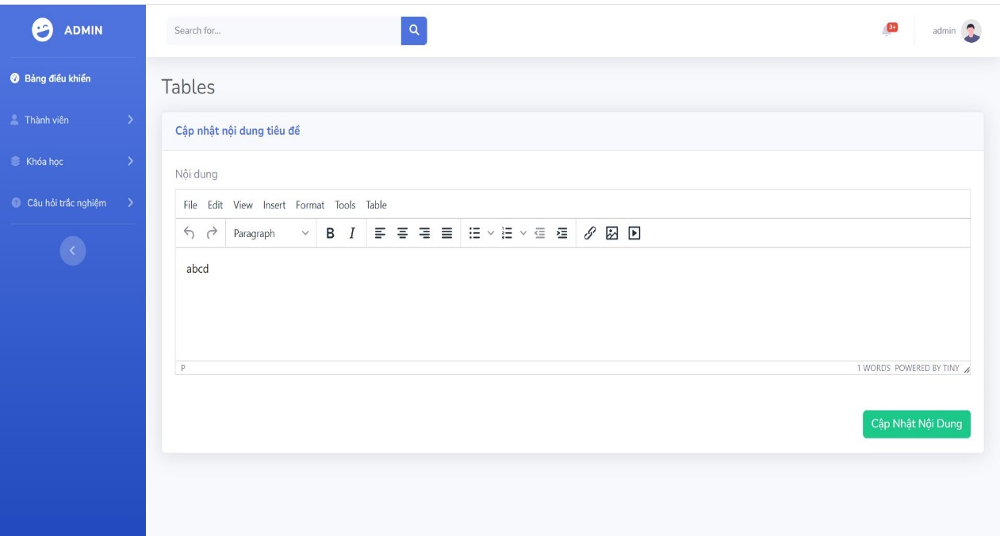 ADMIN
Search for...
3+
admin
Bảng điều khiển
Thành viên
Khóa học
Câu hỏi trắc nghiệm
Tables
Cập nhật nội dung tiêu đề
Nội dung
File Edit View Insert Format Tools Table
Paragraph B I
abcd
P
1 WORDS POWERED BY TINY
Cập Nhật Nội Dung